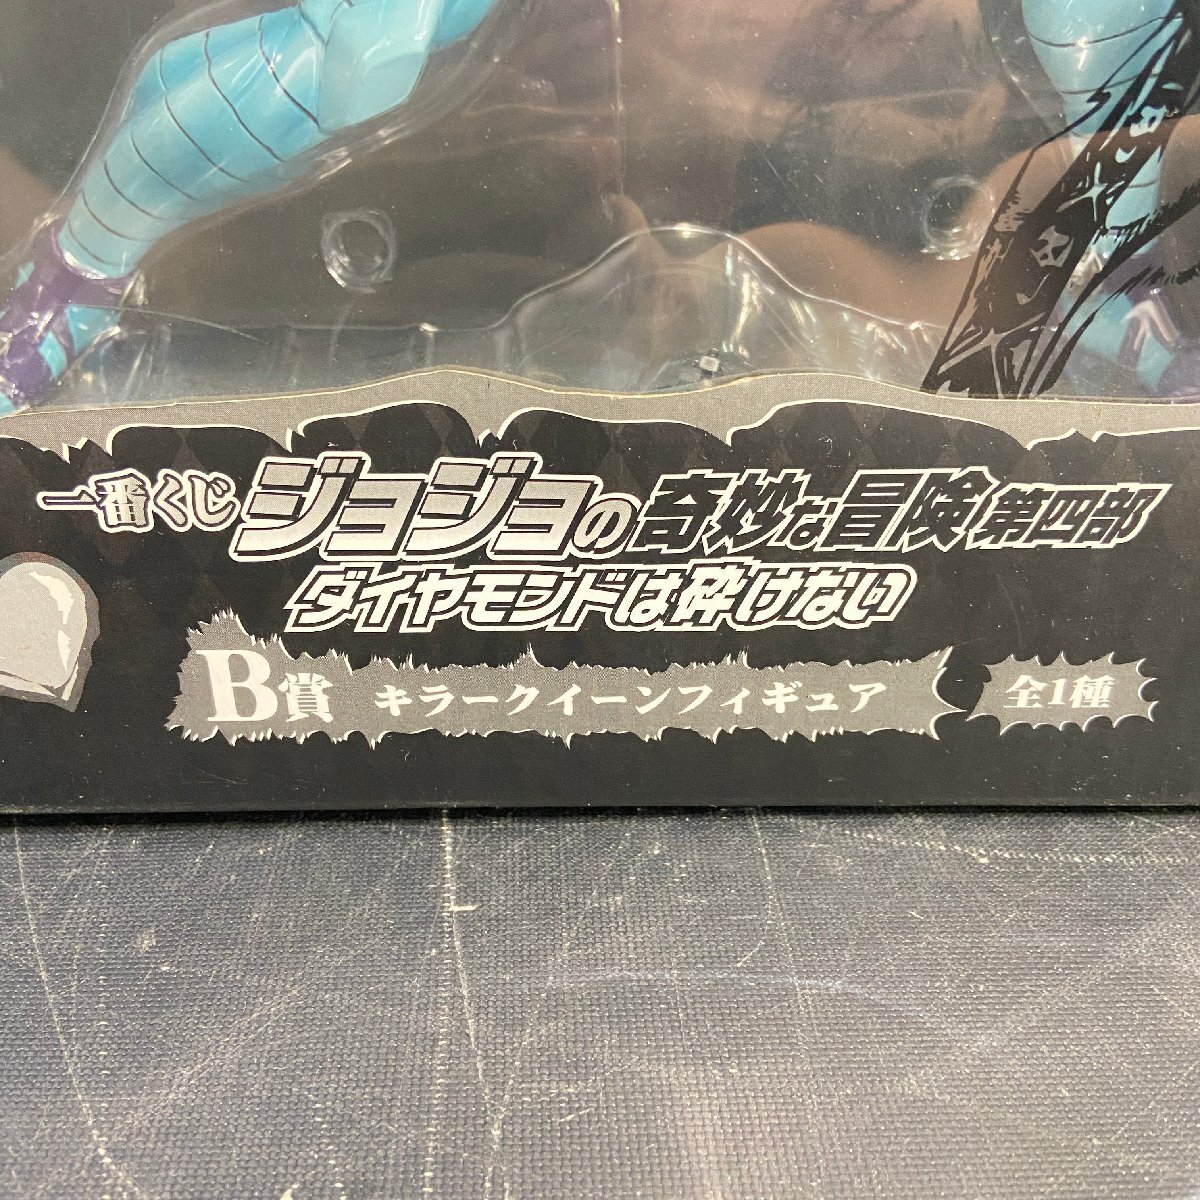 一番くじ ジョジョの奇妙な冒険 第四部
ダイヤモンドは砕けない
B賞 キラークイーンフィギュア 全1種